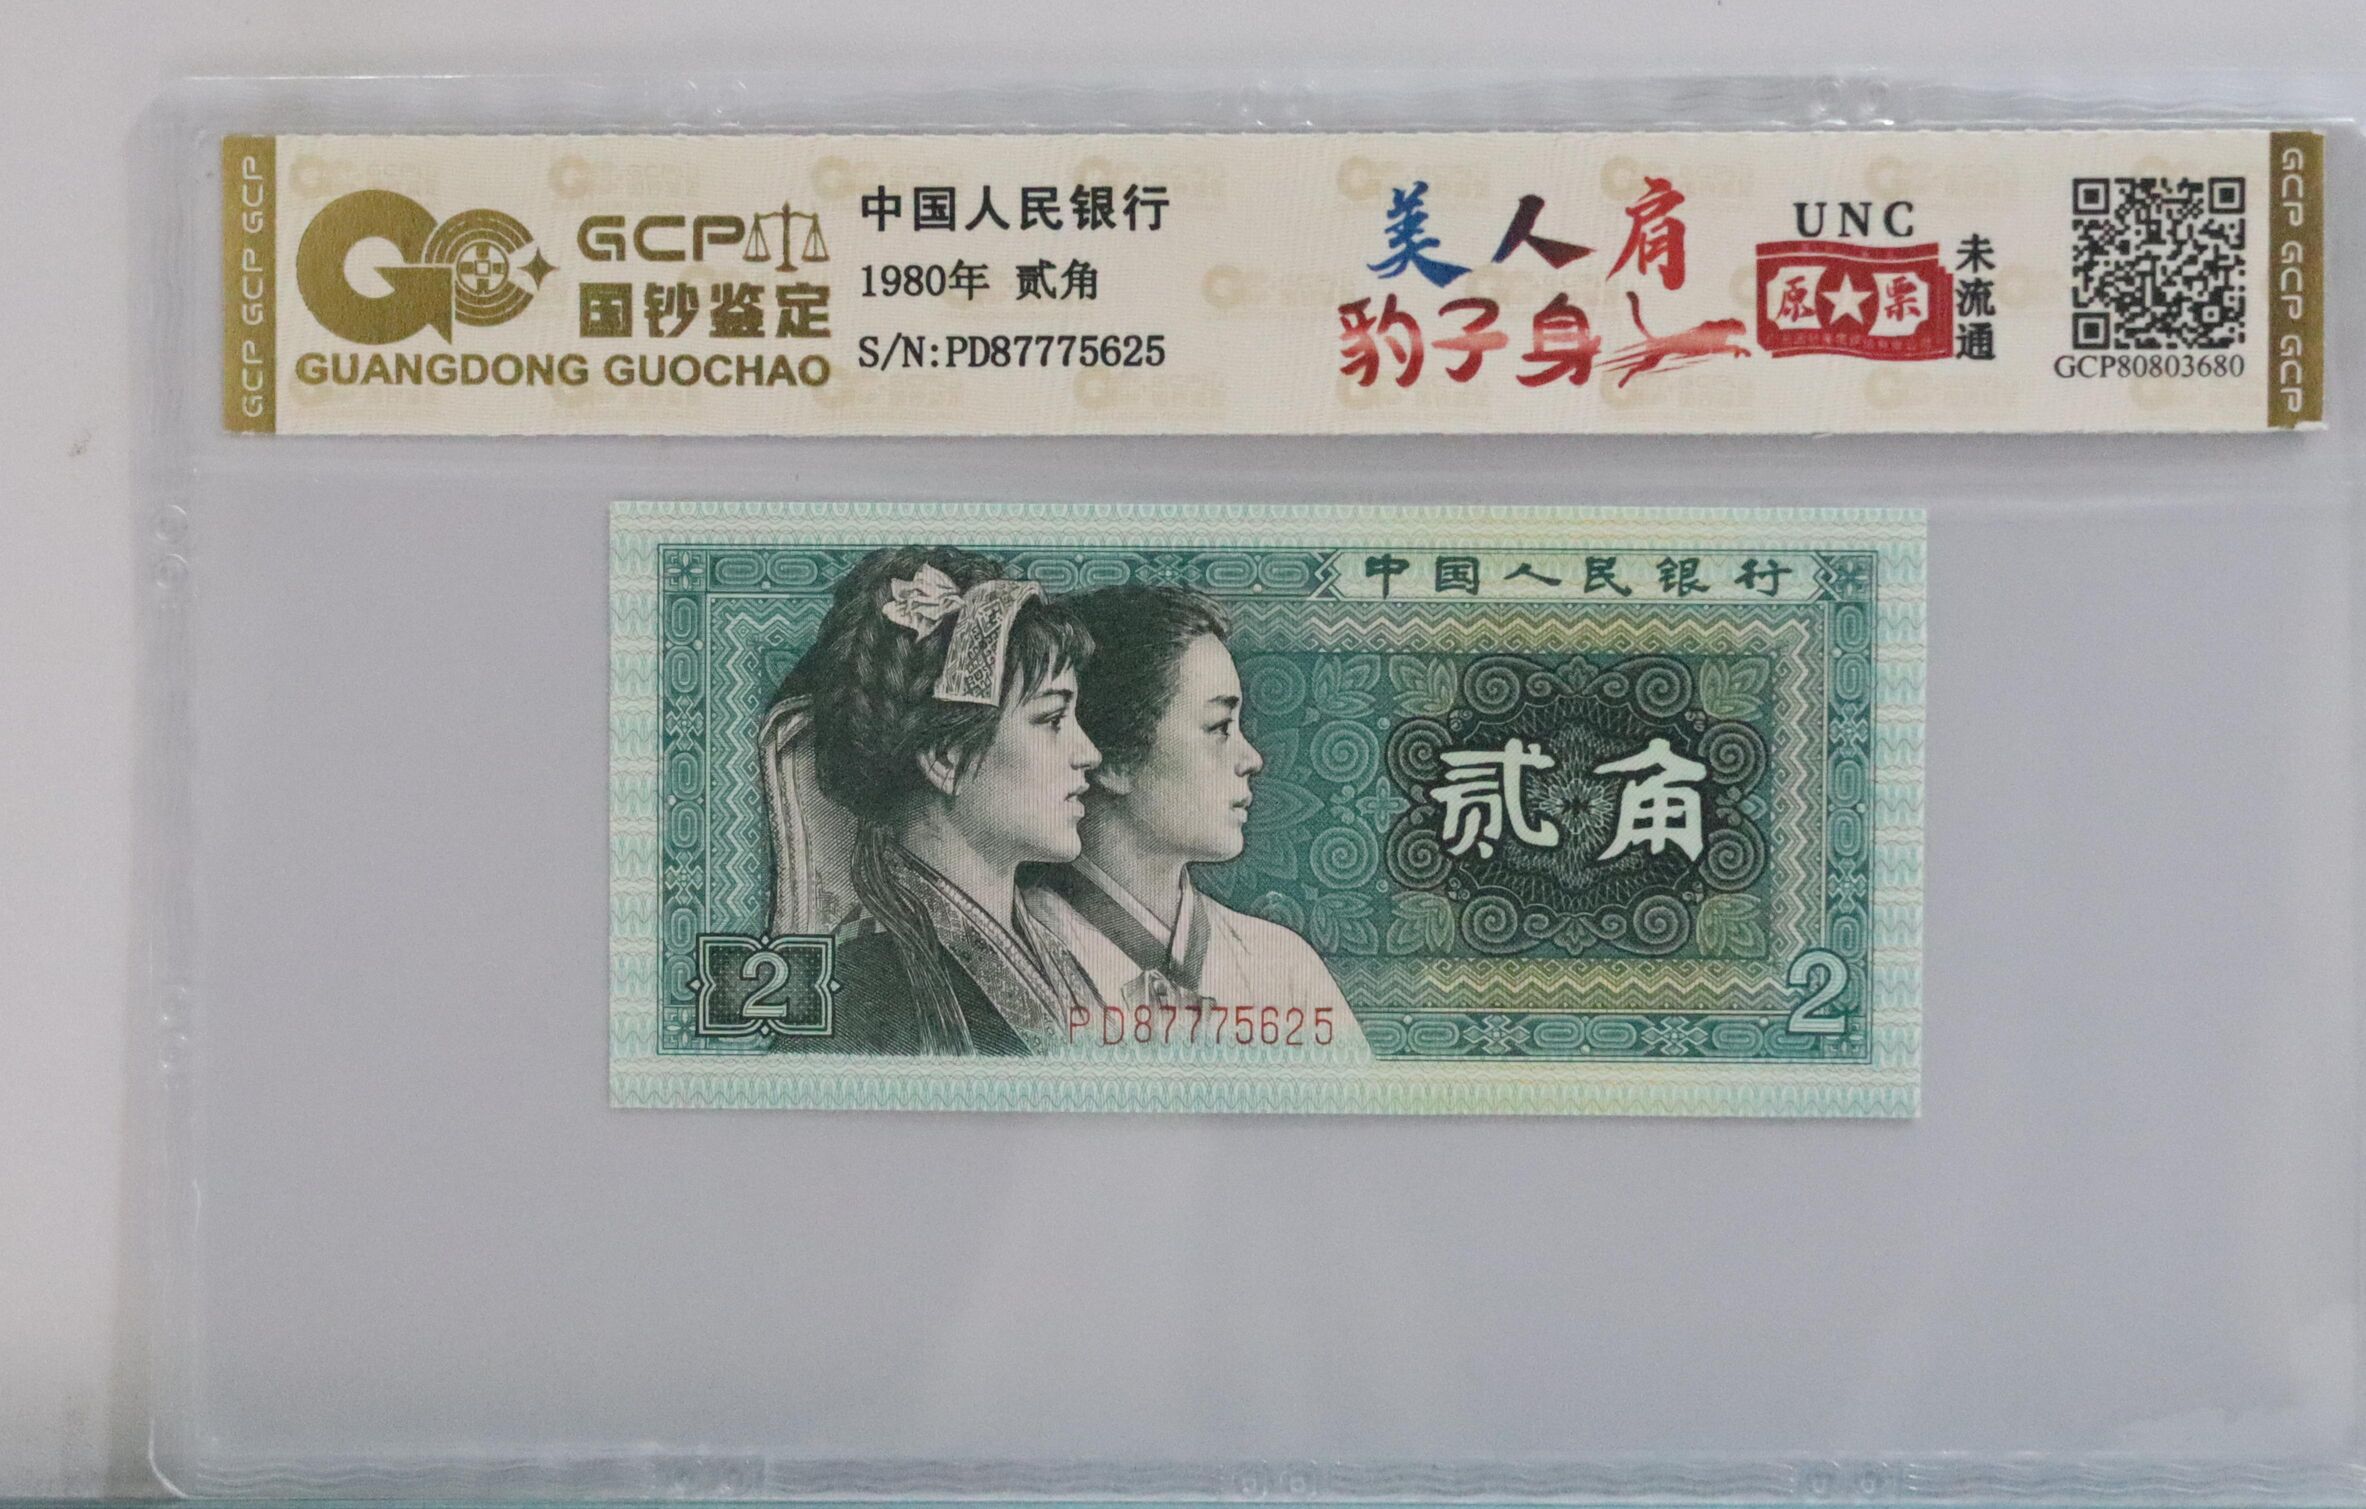 GCP GCP GCP
GCP
国钞鉴定
GUANGDONG GUOCHAO
中国人民银行
1980年 贰角
S/N:PD87775625
美人肩
豹子身
UNC
原票
未流通
GCP80803680
GCP GCP GCP
中国人民银行
贰角
2
PD87775625
2